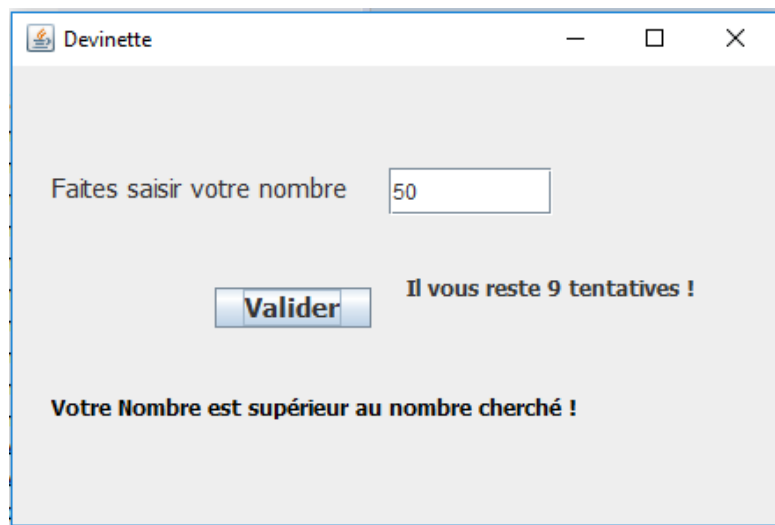 Devinette
Faites saisir votre nombre 50
Il vous reste 9 tentatives !
Valider
Votre Nombre est supérieur au nombre cherché !